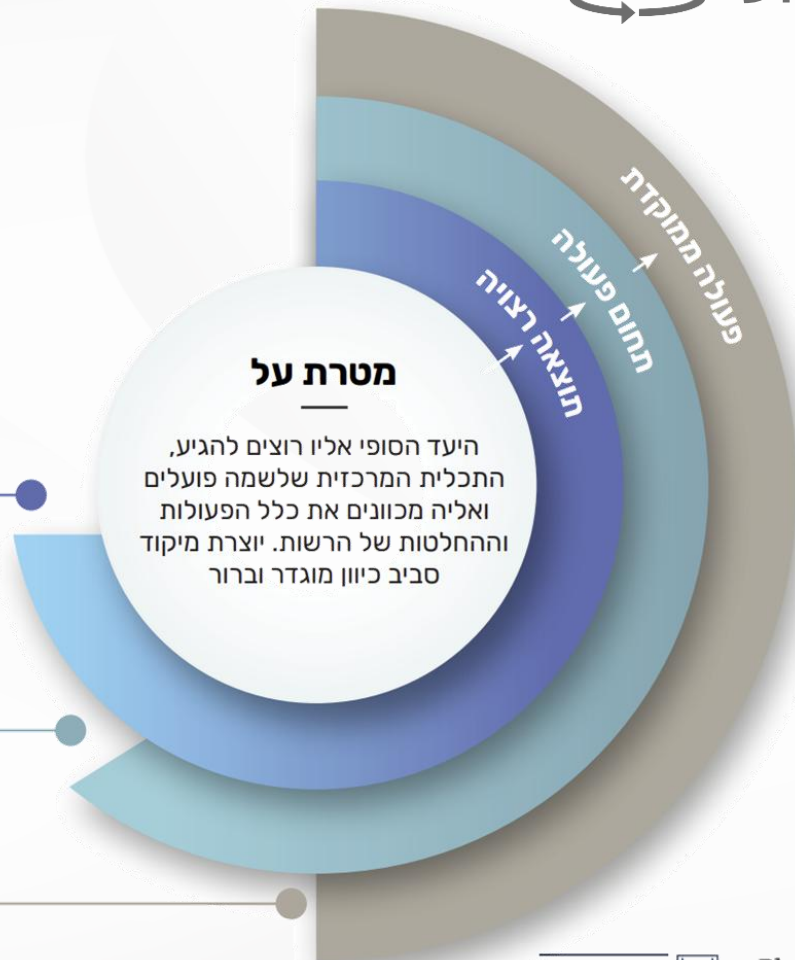 מטרת על
היעד הסופי אליו רוצים להגיע,
התכלית המרכזית שלשמה פועלים
ואליה מכוונים את כלל הפעולות
וההחלטות של הרשות. יוצרת מיקוד
סביב כיוון מוגדר וברור
תוצאה רצויה
תחום פעולה
פעולה ממוקדת